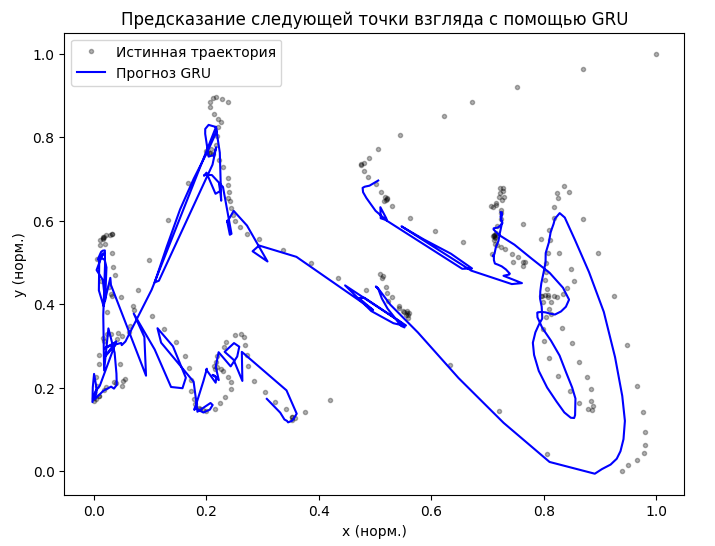 Предсказание следующей точки взгляда с помощью GRU
Истинная траектория
Прогноз GRU
y (норм.)
1.0
0.8
0.6
0.4
0.2
0.0
0.0 0.2 0.4 0.6 0.8 1.0
x (норм.)